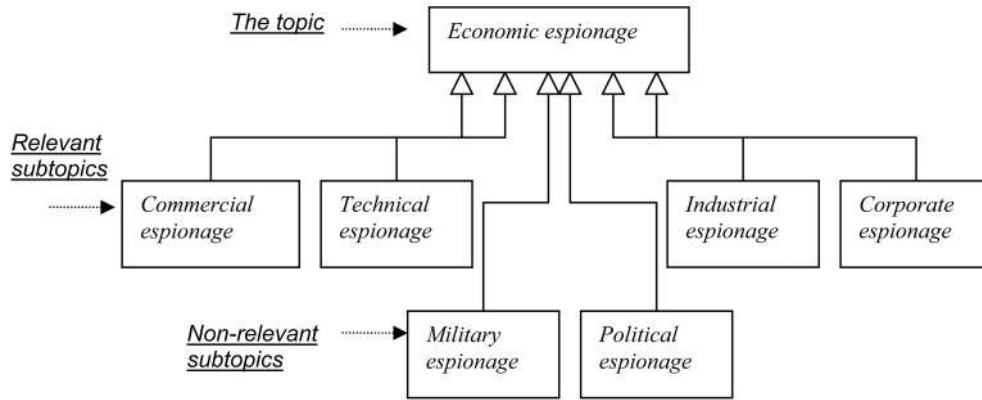 The topic
Economic espionage
Relevant
subtopics
Commercial
espionage
Technical
espionage
Industrial
espionage
Corporate
espionage
Non-relevant
subtopics
Military
espionage
Political
espionage